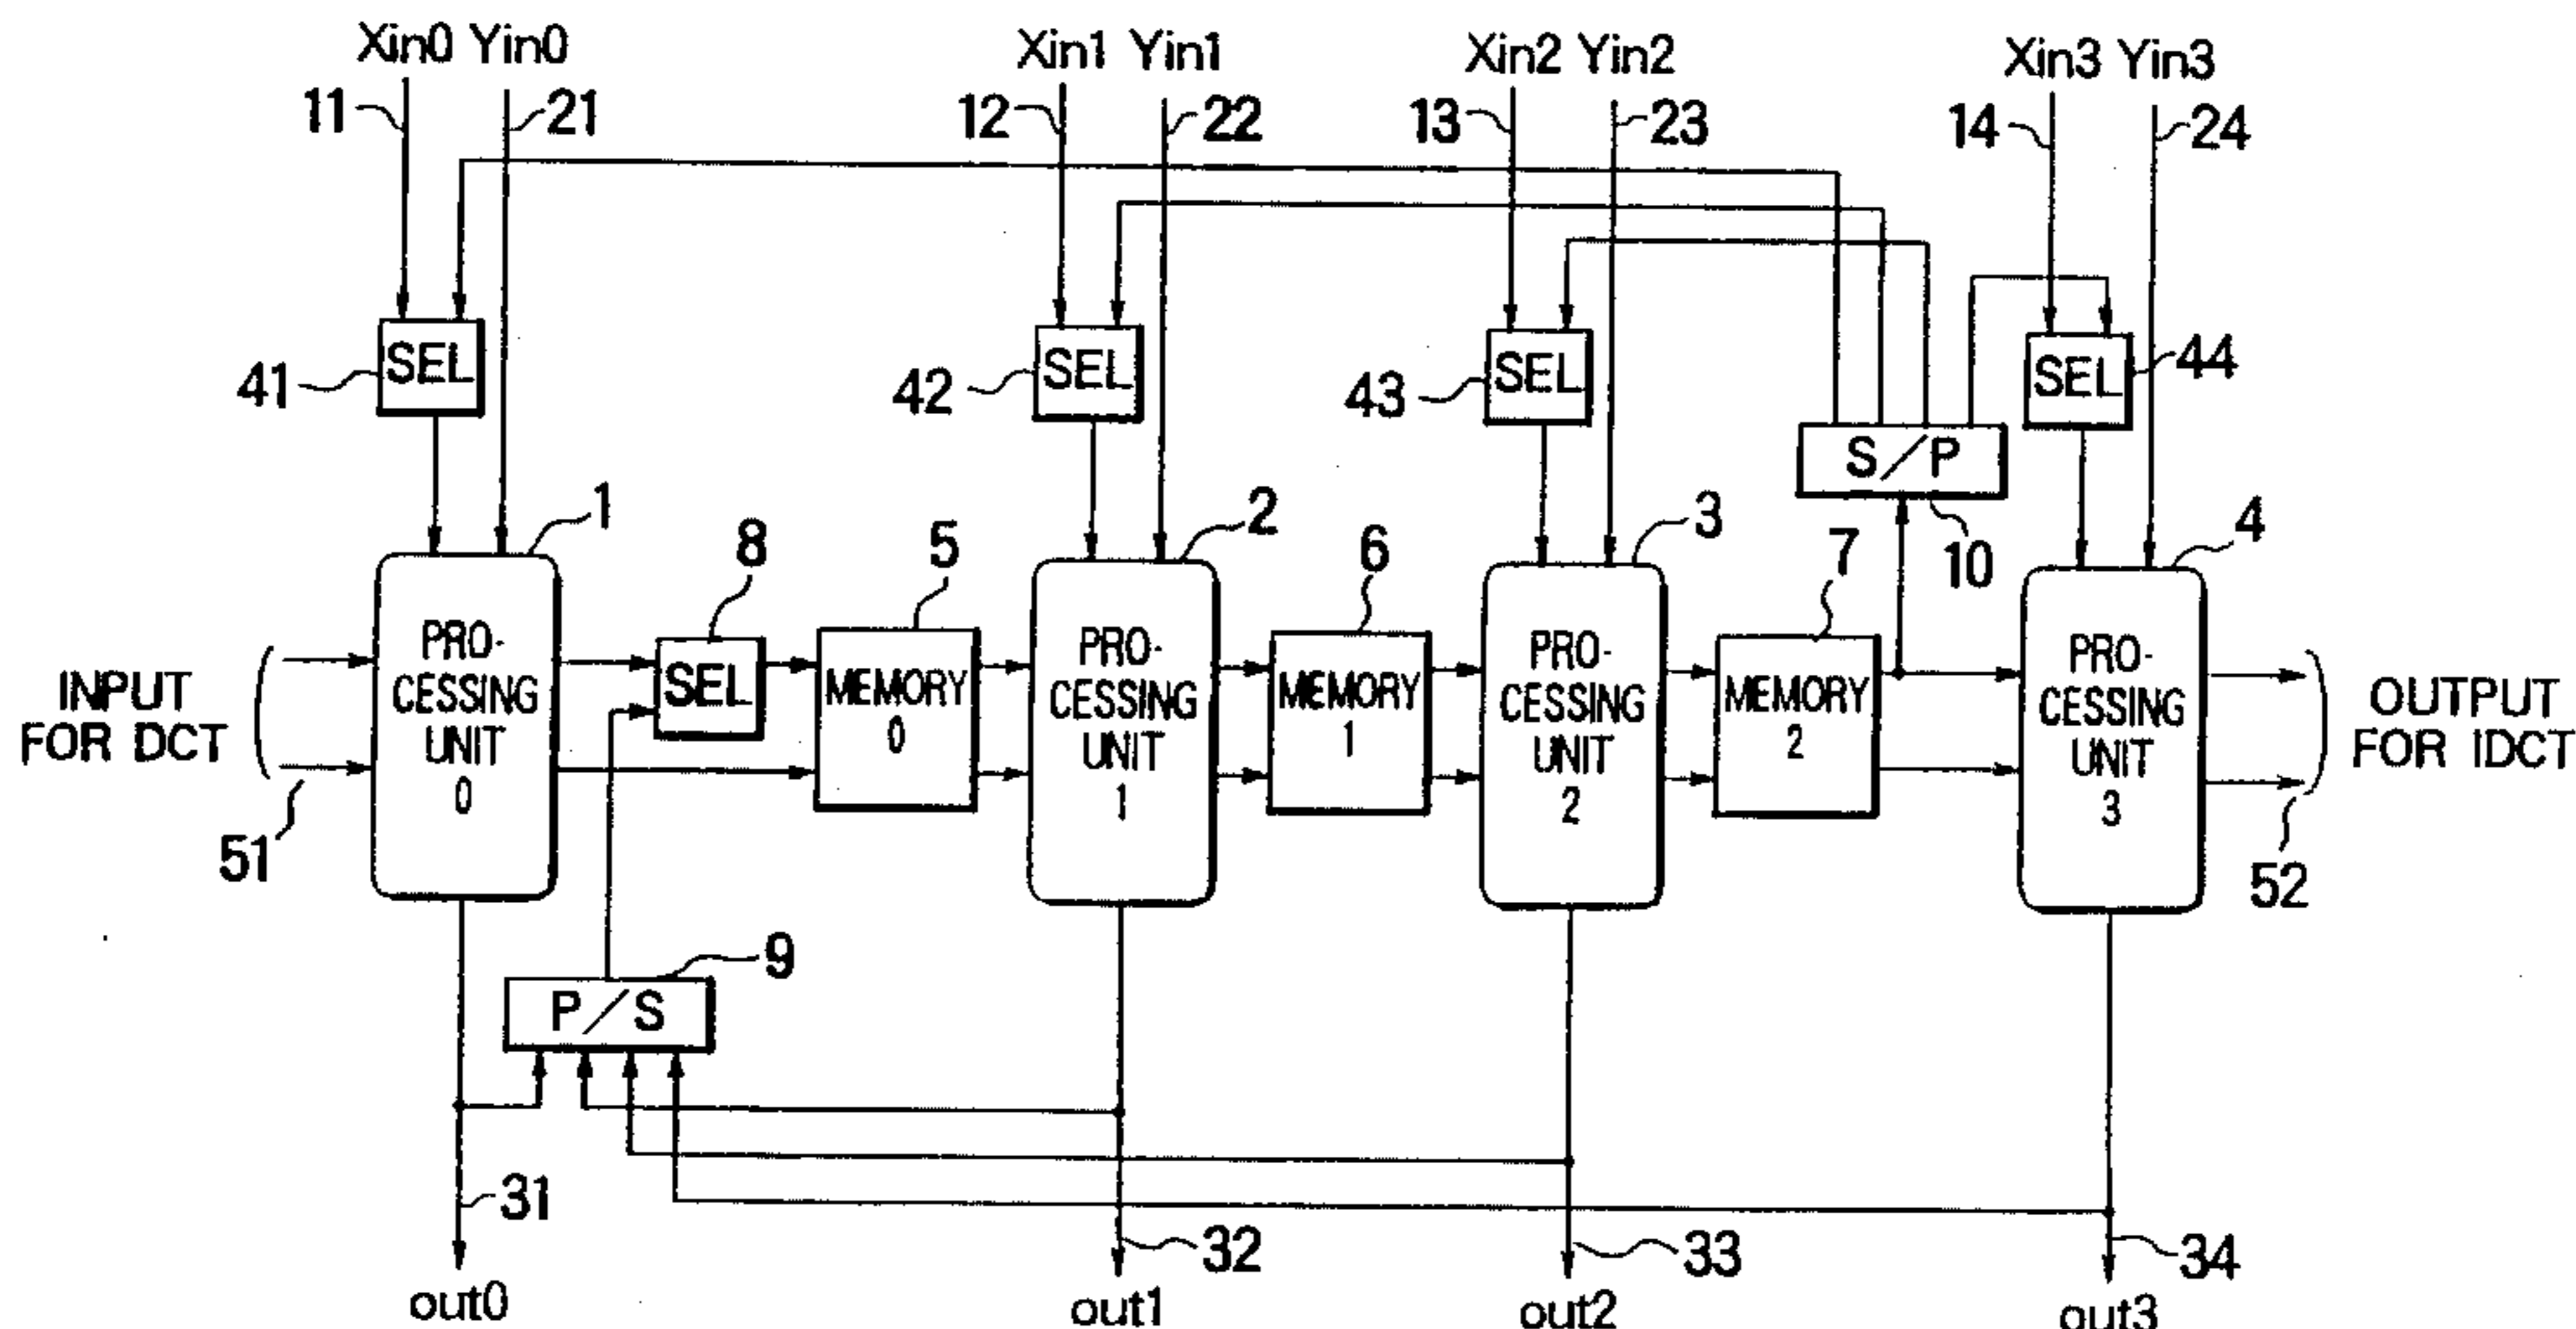 Xin0 Yin0
Xin1 Yin1
Xin2 Yin2
Xin3 Yin3
11
21
12
22
13
23
14
24
41
SEL
42
SEL
43
SEL
SEL
44
S/P
10
1
8
5
2
6
3
7
4
INPUT
FOR DCT
51
PRO-
CESSING
UNIT
0
SEL
MEMORY
0
PRO-
CESSING
UNIT
1
MEMORY
1
PRO-
CESSING
UNIT
2
MEMORY
2
PRO-
CESSING
UNIT
3
OUTPUT
FOR IDCT
52
9
P/S
31
32
33
34
out0
out1
out2
out3